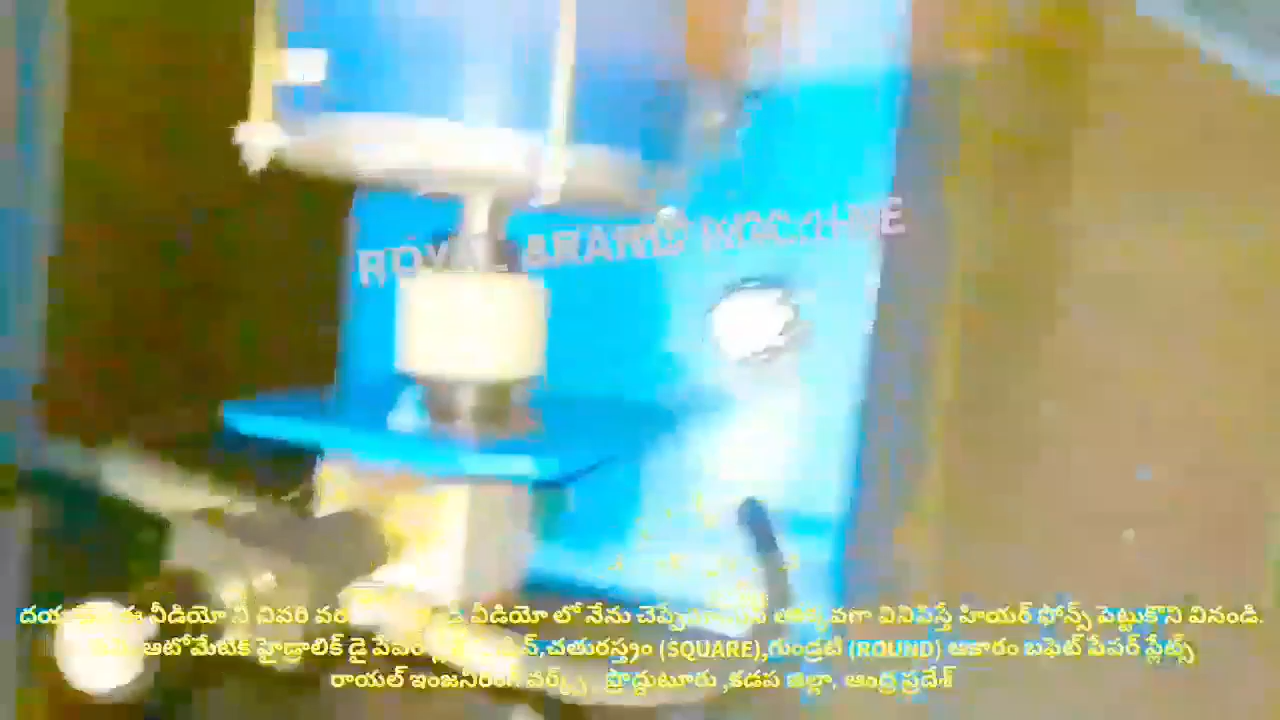 ROYAL BRAND MACHINE
ఈ వీడియో ని చివరి వీడియో లో నేను వినిపిస్తే హియర్ ఫోన్స్ పెట్టుకొని వినండి.
ఆటోమేటిక్ హైడ్రాలిక్ డై పేపర్ చతురస్త్రం (SQUARE),గుండ్రటి (ROUND) ఆకారం బఫెట్ పేపర్ ప్లేట్స్
రాయల్ ఇంజనీరింగ్ వర్క్స్, ప్రొద్దుటూరు ,కడప జిల్లా, ఆంధ్ర ప్రదేశ్